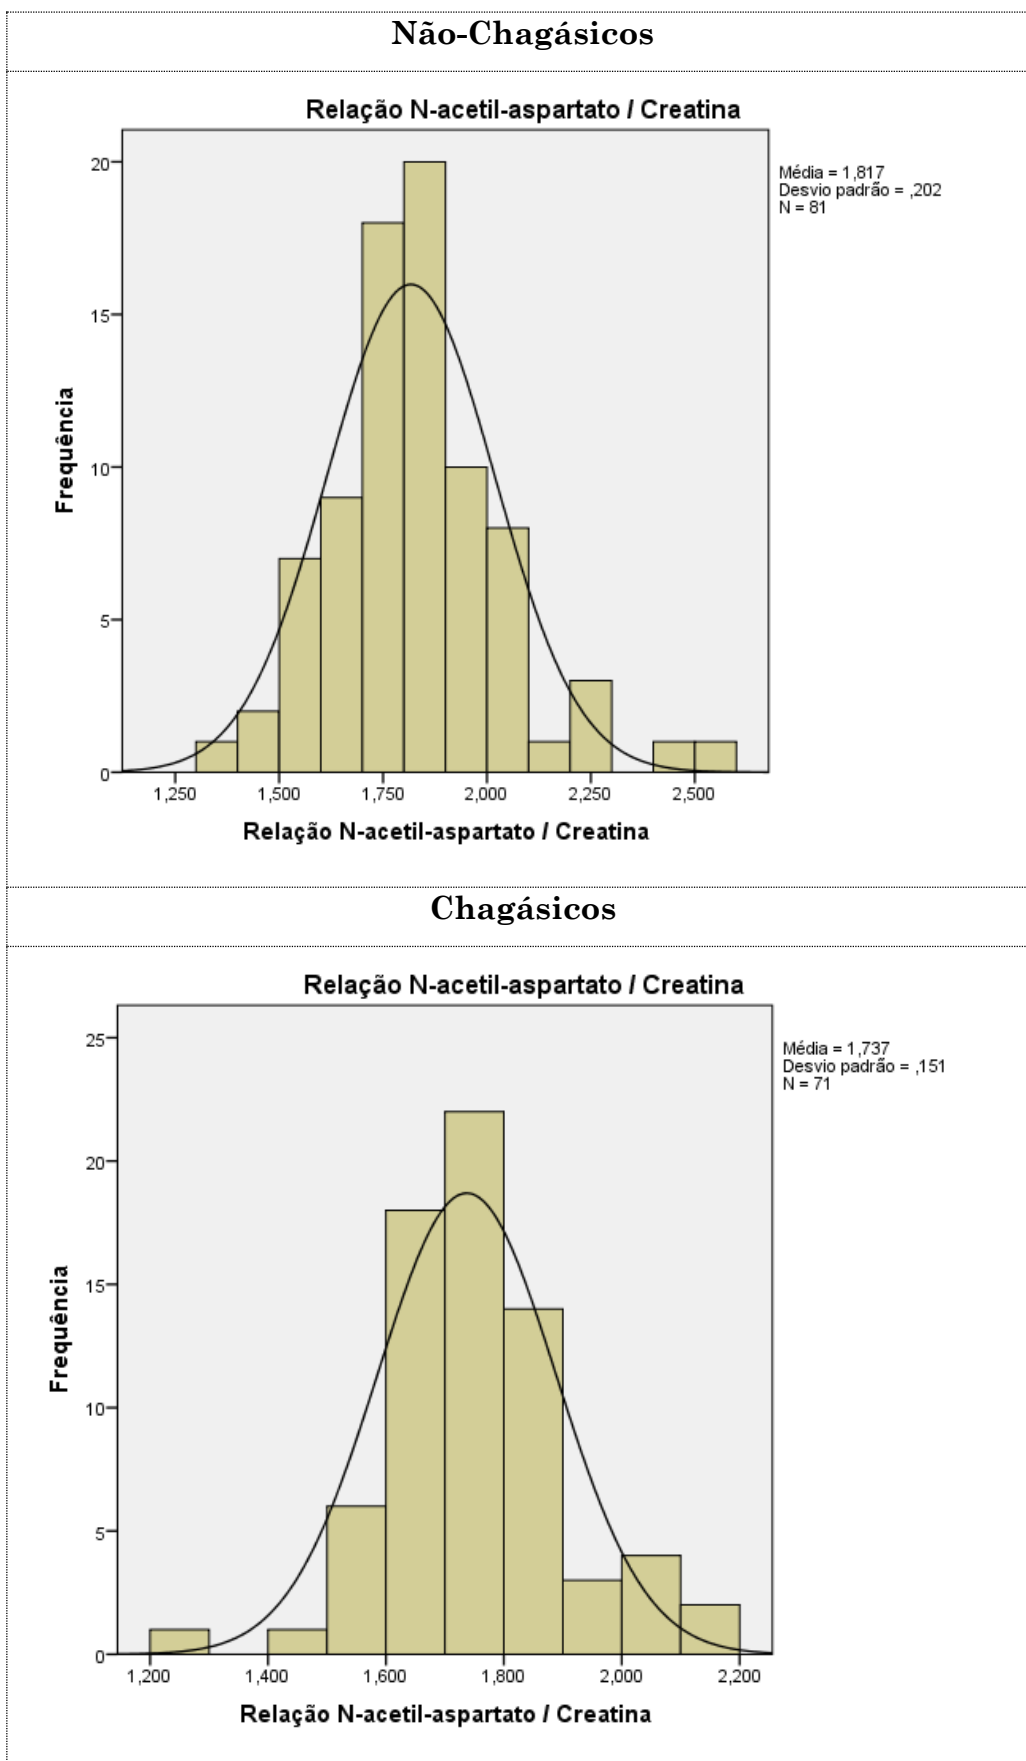 Não-Chagásicos
Relação N-acetil-aspartato / Creatina
Média = 1,817
Desvio padrão = ,202
N = 81
Frequência
20
15
10
5
0
1,250 1,500 1,750 2,000 2,250 2,500
Relação N-acetil-aspartato / Creatina
Chagásicos
Relação N-acetil-aspartato / Creatina
Média = 1,737
Desvio padrão = ,151
N = 71
Frequência
25
20
15
10
5
0
1,200 1,400 1,600 1,800 2,000 2,200
Relação N-acetil-aspartato / Creatina